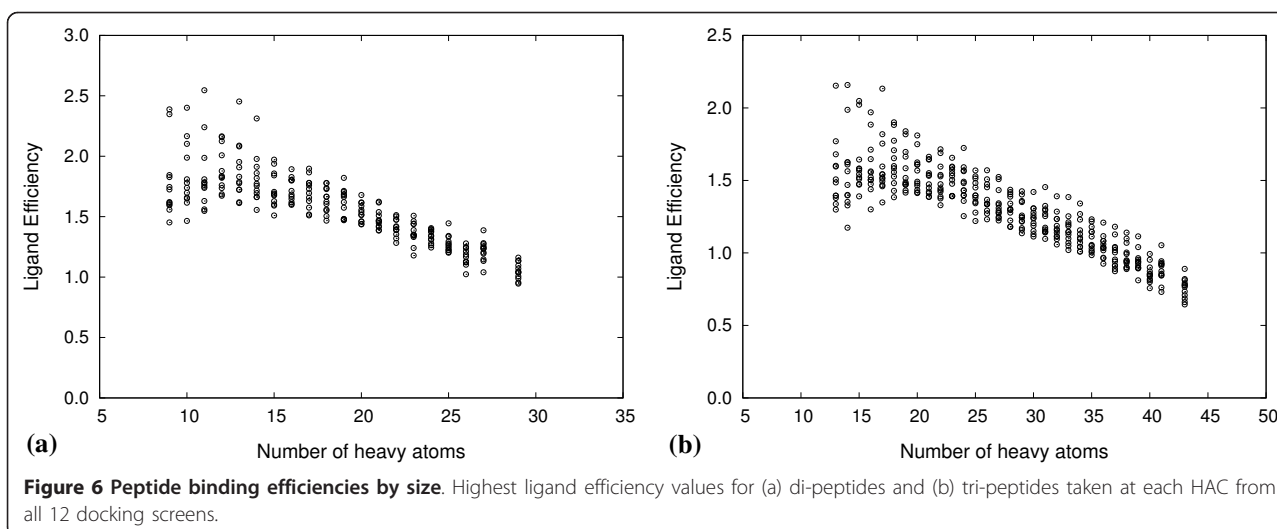 3.0
2.5
2.0
1.5
1.0
0.5
0.0
Ligand Efficiency
5 10 15 20 25 30 35
Number of heavy atoms
(a)
2.5
2.0
1.5
1.0
0.5
0.0
Ligand Efficiency
5 10 15 20 25 30 35 40 45 50
Number of heavy atoms
(b)
Figure 6 Peptide binding efficiencies by size. Highest ligand efficiency values for (a) di-peptides and (b) tri-peptides taken at each HAC from
all 12 docking screens.